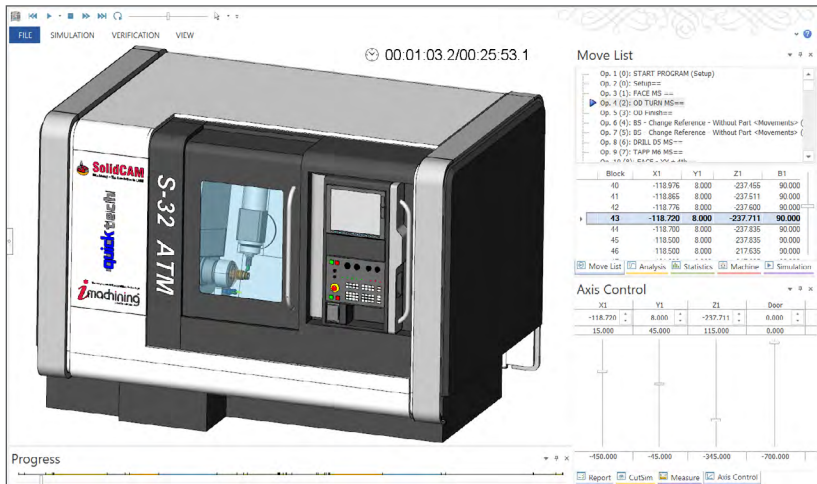 FILE SIMULATION VERIFICATION VIEW
00:01:03.2/00:25:53.1
SolidCAM
quicktech
imachining
S-32 ATM
Progress
Move List
Op. 1 (0): START PROGRAM (Setup)
Op. 2 (0): Setup==
Op. 3 (1): FACE MS ==
Op. 4 (2): OD TURN MS==
Op. 5 (3): OD Finish==
Op. 6 (4): BS - Change Reference - Without Part <Movements> (
Op. 7 (5): BS - Change Reference - Without Part <Movements> (
Op. 8 (6): DRILL D5 MS==
Op. 9 (7): TAPP M6 MS==
Block X1 Y1 Z1 B1
40 -118.976 8.000 -237.455 90.000
41 -118.865 8.000 -237.511 90.000
42 -118.776 8.000 -237.600 90.000
43 -118.720 8.000 -237.711 90.000
44 -118.700 8.000 -237.835 90.000
45 118.500 8.000 237.835 90.000
46 118.500 8.000 217.635 90.000
Move List Analysis Statistics Machine Simulation
Axis Control
X1 Y1 Z1 Door
-118.720 8.000 -237.711 0.000
15.000 45.000 115.000 0.000
-450.000 -45.000 -345.000 -700.000
Report CutSim Measure Axis Control